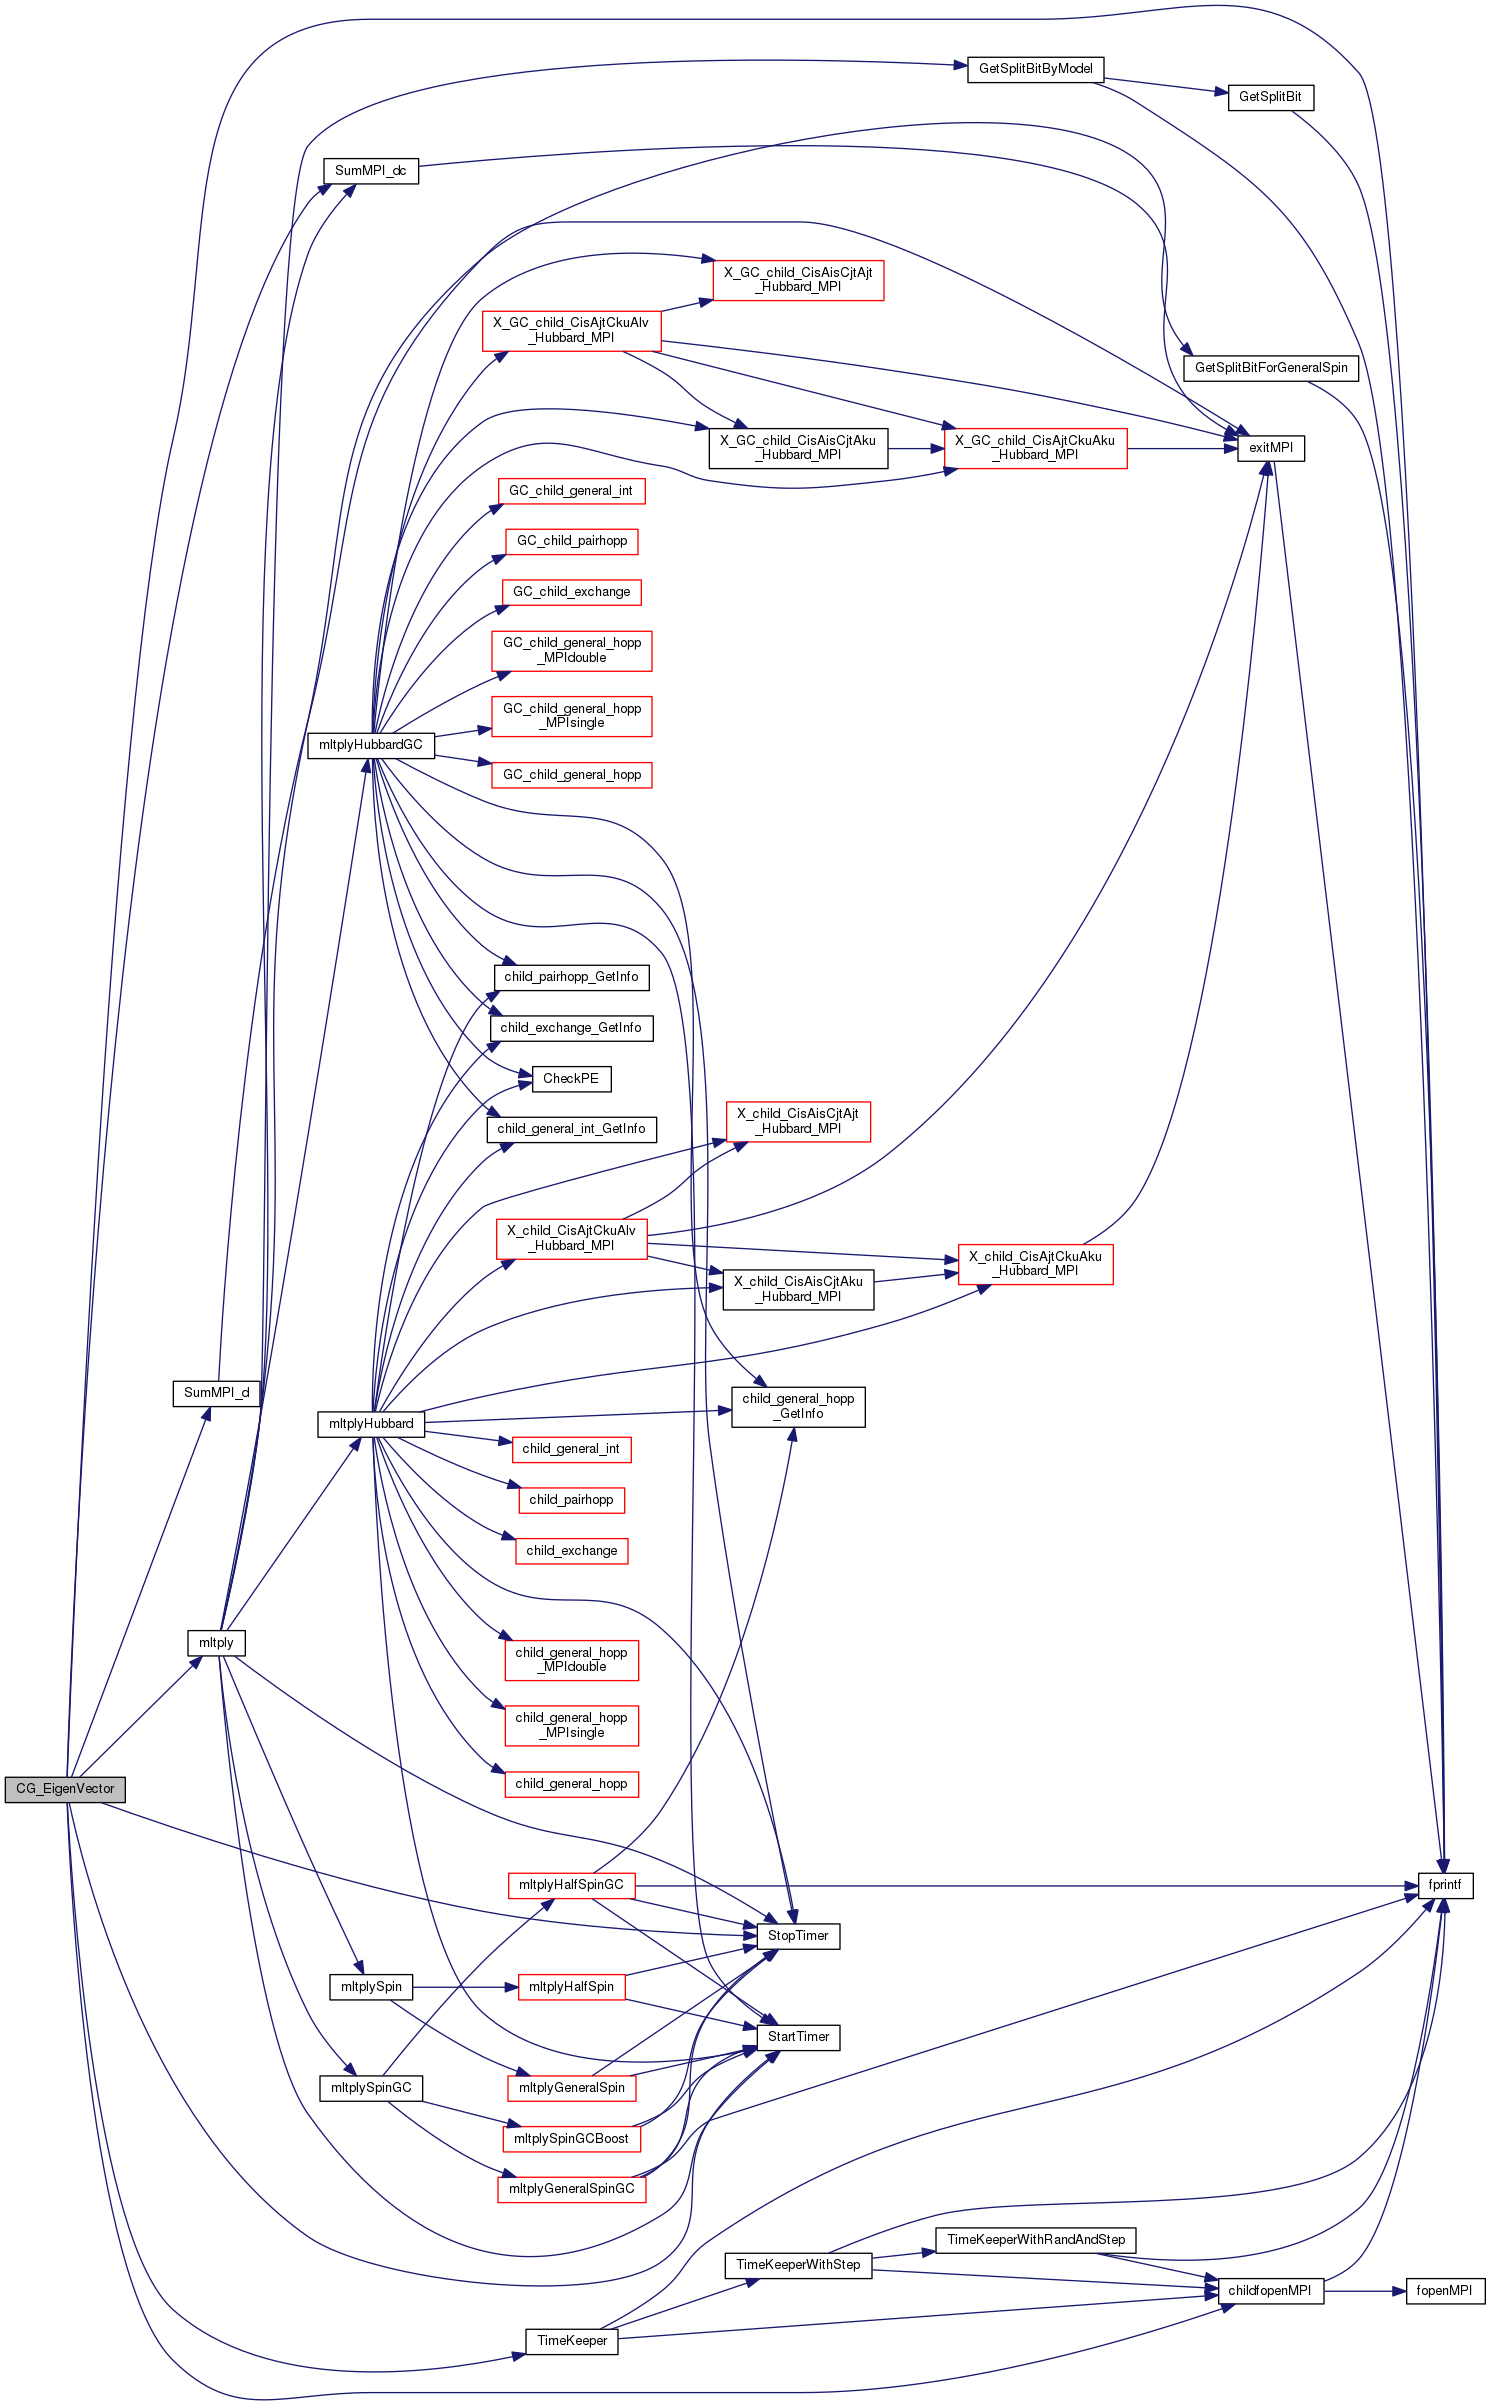 GetSplitBitByModel
GetSplitBit
SumMPI_dc
X_GC_child_CisAisCjtAjt
_Hubbard_MPI
X_GC_child_CisAjtCkuAlv
_Hubbard_MPI
GetSplitBitForGeneralSpin
X_GC_child_CisAisCjtAku
_Hubbard_MPI
X_GC_child_CisAjtCkuAku
_Hubbard_MPI
exitMPI
GC_child_general_int
GC_child_pairhopp
GC_child_exchange
GC_child_general_hopp
_MPIdouble
GC_child_general_hopp
_MPIsingle
mltplyHubbardGC
GC_child_general_hopp
child_pairhopp_GetInfo
child_exchange_GetInfo
CheckPE
child_general_int_GetInfo
X_child_CisAisCjtAjt
_Hubbard_MPI
X_child_CisAjtCkuAlv
_Hubbard_MPI
X_child_CisAjtCkuAku
_Hubbard_MPI
X_child_CisAisCjtAku
_Hubbard_MPI
SumMPI_d
child_general_hopp
_GetInfo
mltplyHubbard
child_general_int
child_pairhopp
child_exchange
mltply
child_general_hopp
_MPIdouble
child_general_hopp
_MPIsingle
CG_EigenVector
child_general_hopp
mltplyHalfSpinGC
fprintf
StopTimer
mltplySpin
mltplyHalfSpin
StartTimer
mltplySpinGC
mltplyGeneralSpin
mltplySpinGCBoost
mltplyGeneralSpinGC
TimeKeeperWithRandAndStep
TimeKeeperWithStep
childfopenMPI
fopenMPI
TimeKeeper